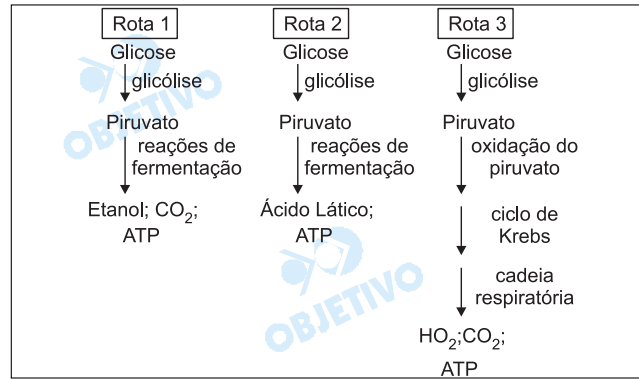 Rota 1
Glicose
glicólise
Piruvato
reações de
fermentação
Etanol; CO₂;
ATP
Rota 2
Glicose
glicólise
Piruvato
reações de
fermentação
Ácido Lático;
ATP
Rota 3
Glicose
glicólise
Piruvato
oxidação do
piruvato
ciclo de
Krebs
cadeia
respiratória
HO₂;CO₂;
ATP
OBJETIVO
OBJETIVO